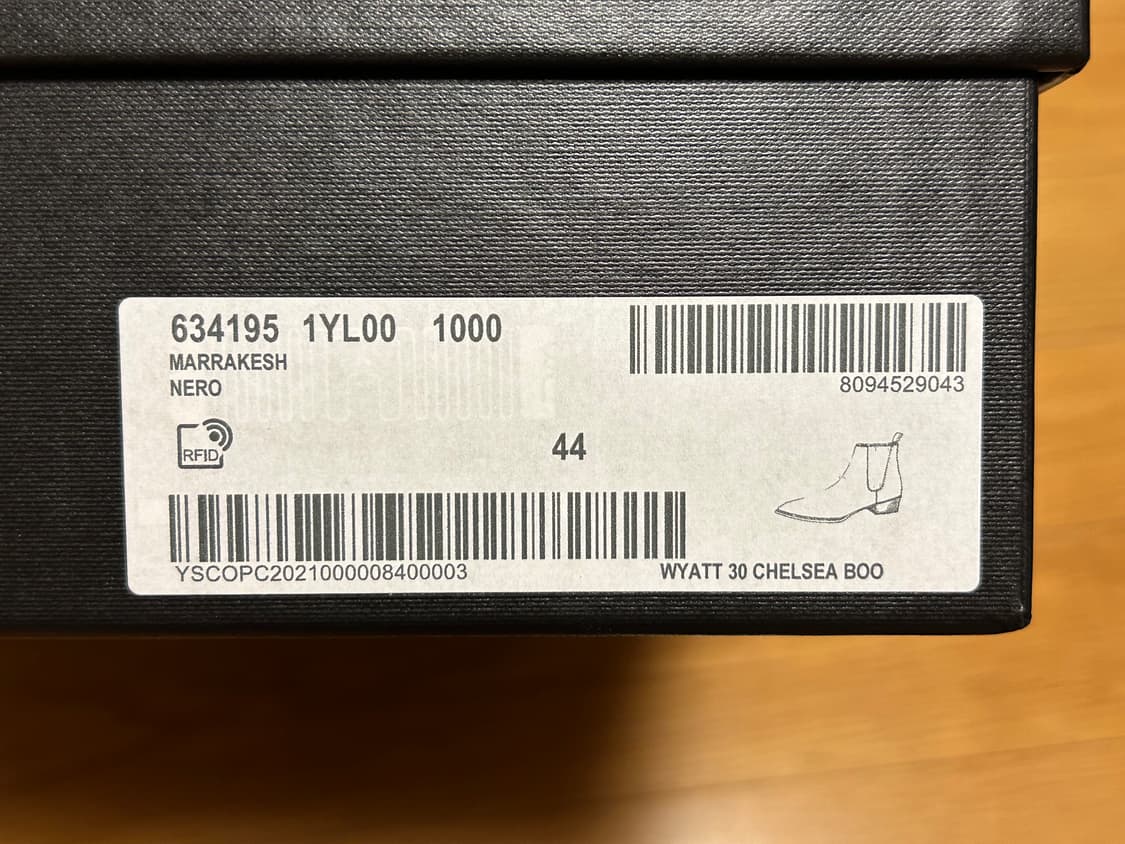 634195 1YL00 1000
MARRAKESH
NERO
8094529043
RFID
44
YSCOPC2021000008400003
WYATT 30 CHELSEA BOO